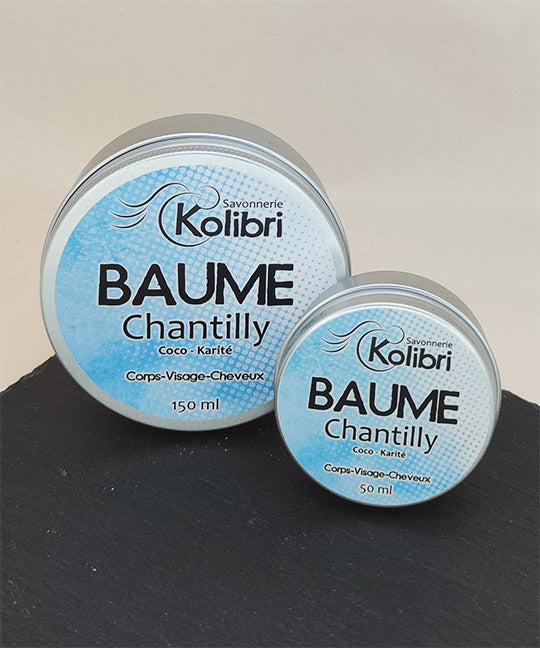 Savonnerie
Kolibri
BAUME
Chantilly
Coco - Karité
Corps-Visage-Cheveux
150 ml
Savonnerie
Kolibri
BAUME
Chantilly
Coco - Karité
Corps-Visage-Cheveux
50 ml